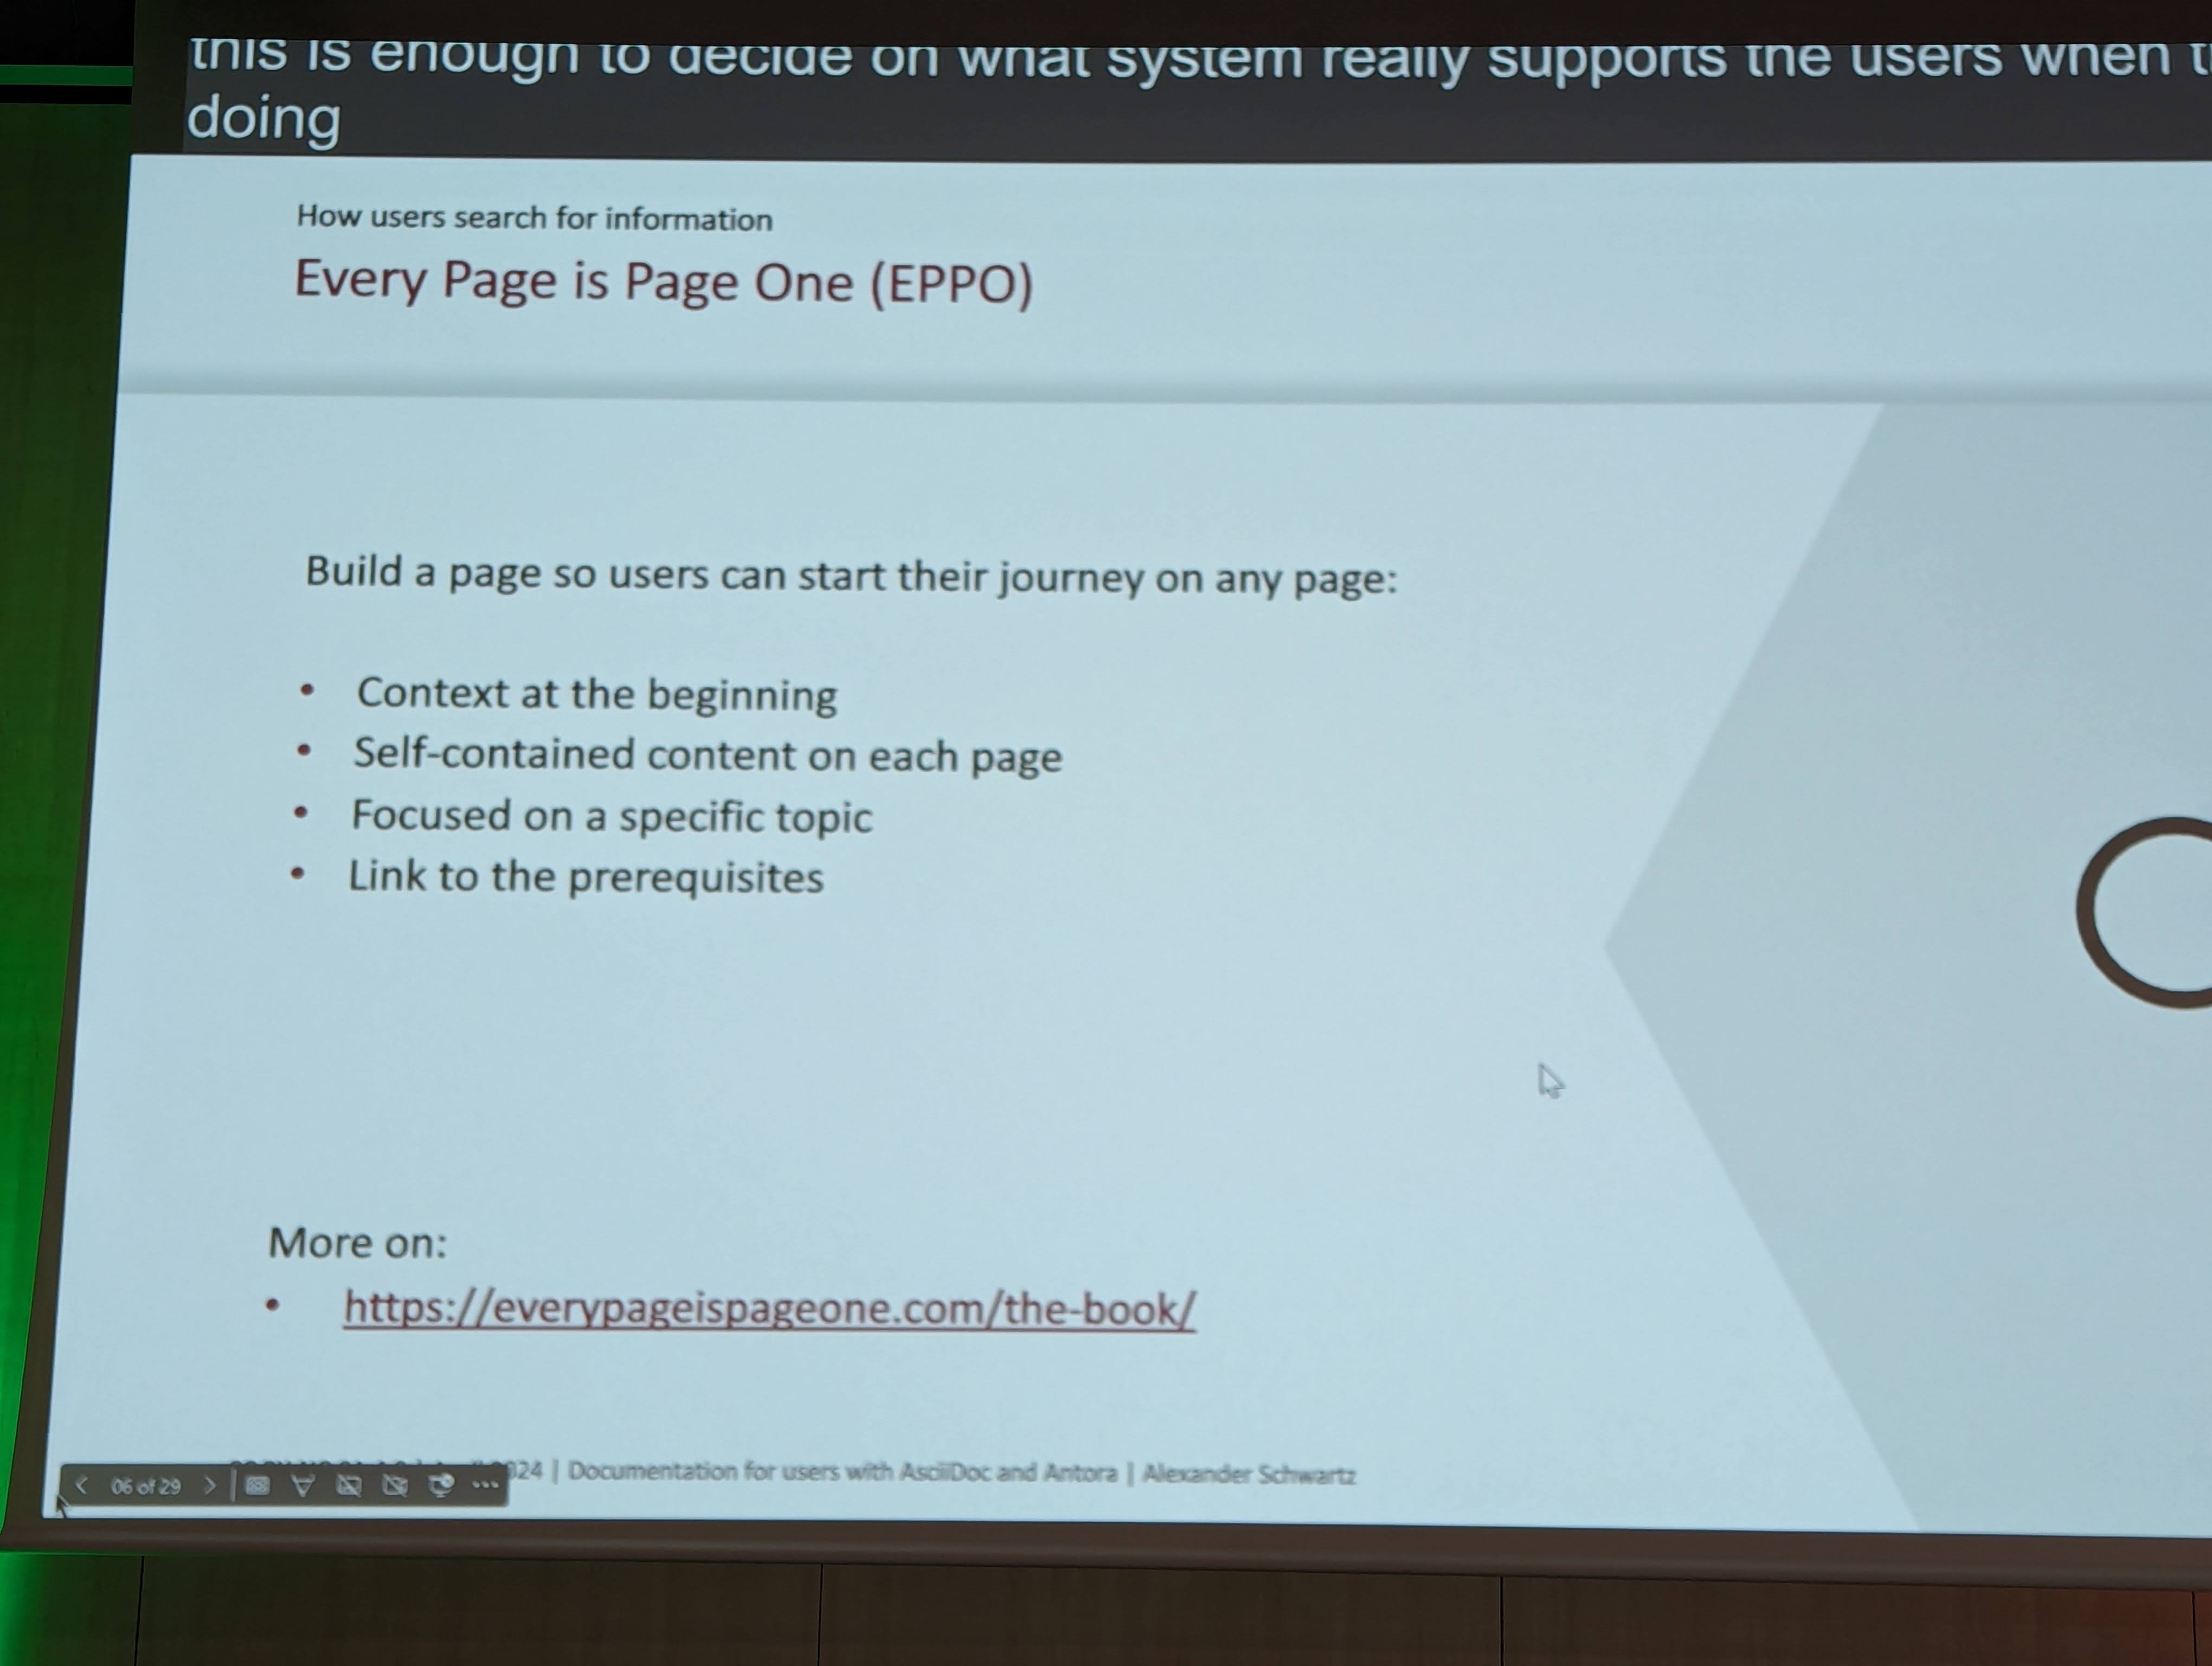 this is enough to decide on what system really supports the users when
doing
How users search for information
Every Page is Page One (EPPO)
Build a page so users can start their journey on any page:
• Context at the beginning
• Self-contained content on each page
• Focused on a specific topic
• Link to the prerequisites
More on:
• https://everypageispageone.com/the-book/
06 of 29
024 | Documentation for users with AsciiDoc and Antora | Alexander Schwartz